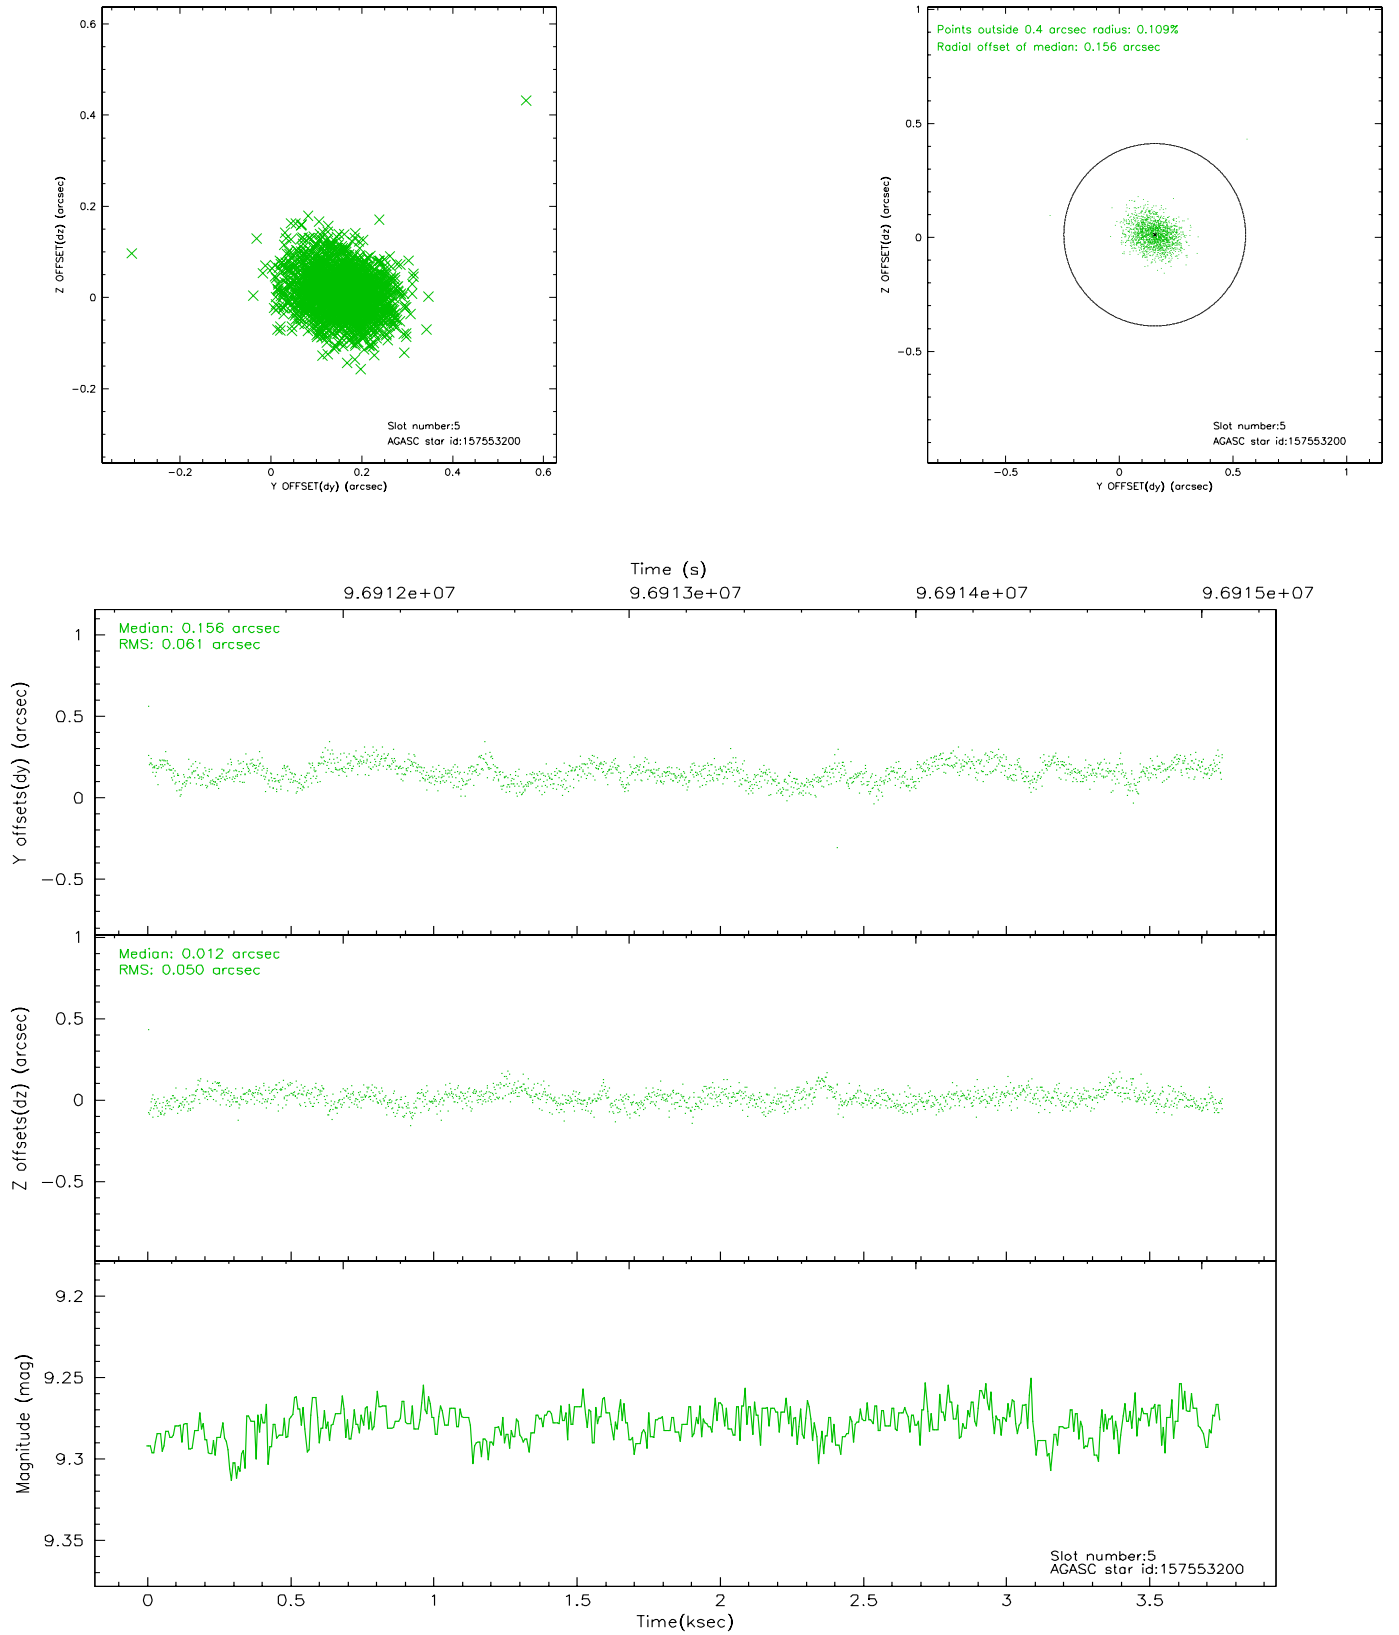 0.6
0.4
0.2
0
−0.2
Z OFFSET(dz) (arcsec)
Slot number:5
AGASC star id:157553200
−0.2 0 0.2 0.4 0.6
Y OFFSET(dy) (arcsec)
1
0.5
0
−0.5
Z OFFSET(dz) (arcsec)
Points outside 0.4 arcsec radius: 0.109%
Radial offset of median: 0.156 arcsec
Slot number:5
AGASC star id:157553200
−0.5 0 0.5 1
Y OFFSET(dy) (arcsec)
Time (s)
9.6912e+07 9.6913e+07 9.6914e+07 9.6915e+07
Median: 0.156 arcsec
RMS: 0.061 arcsec
1
0.5
0
−0.5
Y offsets(dy) (arcsec)
Median: 0.012 arcsec
RMS: 0.050 arcsec
1
0.5
0
−0.5
Z offsets(dz) (arcsec)
9.2
9.25
9.3
9.35
Magnitude (mag)
Slot number:5
AGASC star id:157553200
0 0.5 1 1.5 2 2.5 3 3.5
Time(ksec)